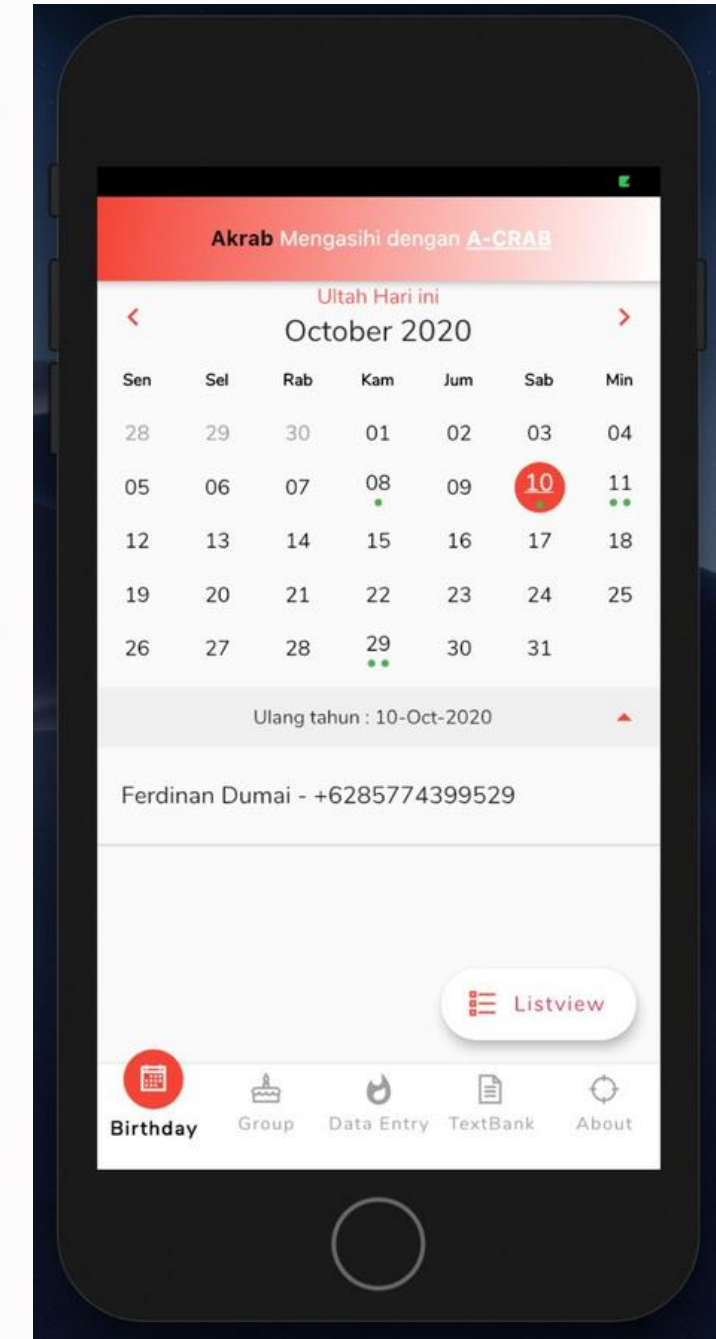 Akrab Mengasihi dengan A-CRAB
Ultah Hari ini
October 2020
Sen Sel Rab Kam Jum Sab Min
28 29 30 01 02 03 04
05 06 07 08 09 10 11
12 13 14 15 16 17 18
19 20 21 22 23 24 25
26 27 28 29 30 31
Ulang tahun : 10-Oct-2020
Ferdinan Dumai - +6285774399529
Listview
Birthday Group Data Entry TextBank About